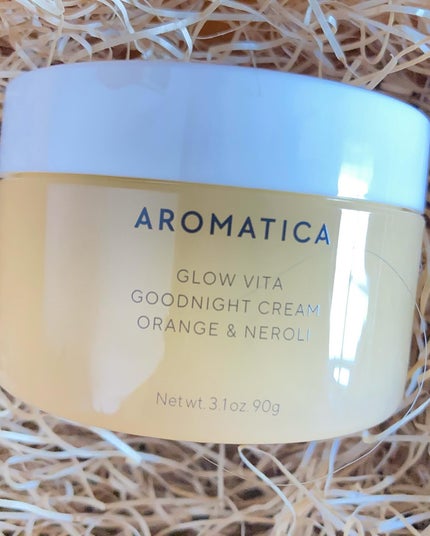 AROMATICA
GLOW VITA
GOODNIGHT CREAM
ORANGE & NEROLI
Net wt. 3.1oz. 90g